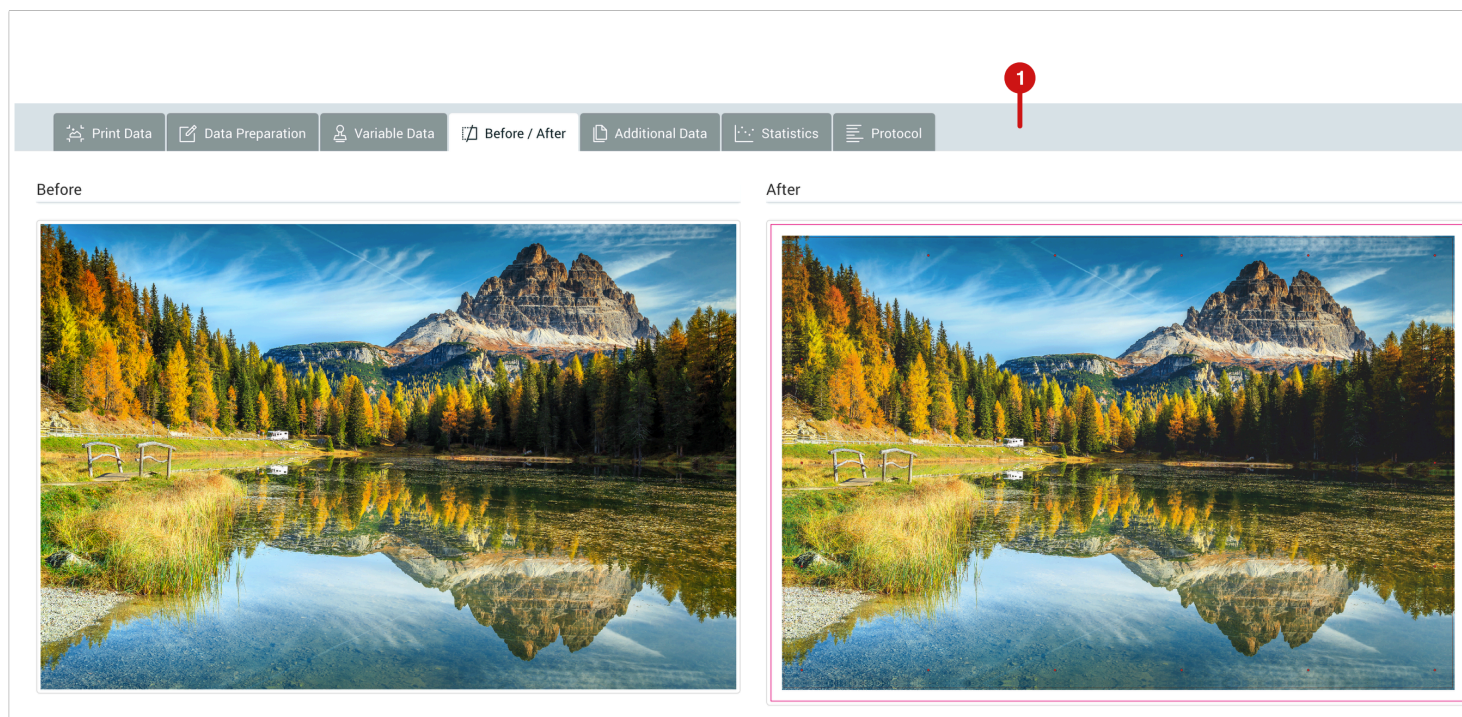 1
Print Data Data Preparation Variable Data Before / After Additional Data Statistics Protocol
Before After